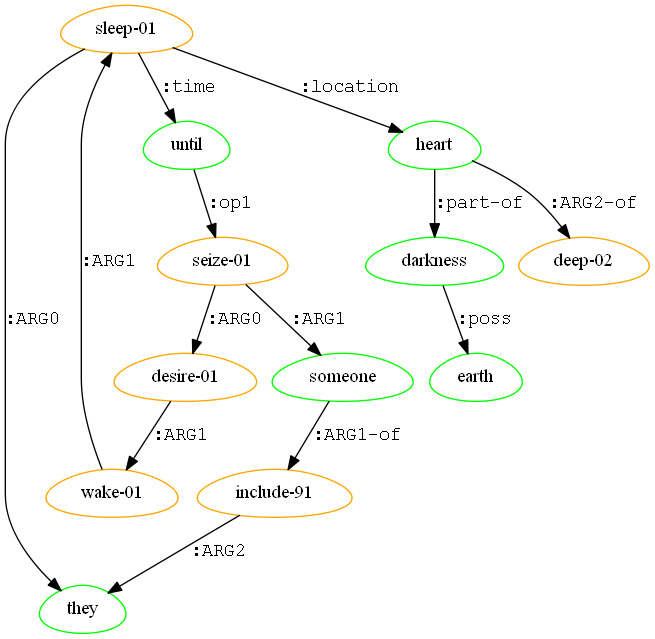 sleep-01
:time
:location
until
heart
:op1
:part-of
:ARG2-of
:ARG1
seize-01
darkness
deep-02
:ARG0
:ARG0
:ARG1
:poss
desire-01
someone
earth
:ARG1
:ARG1-of
wake-01
include-91
:ARG2
they